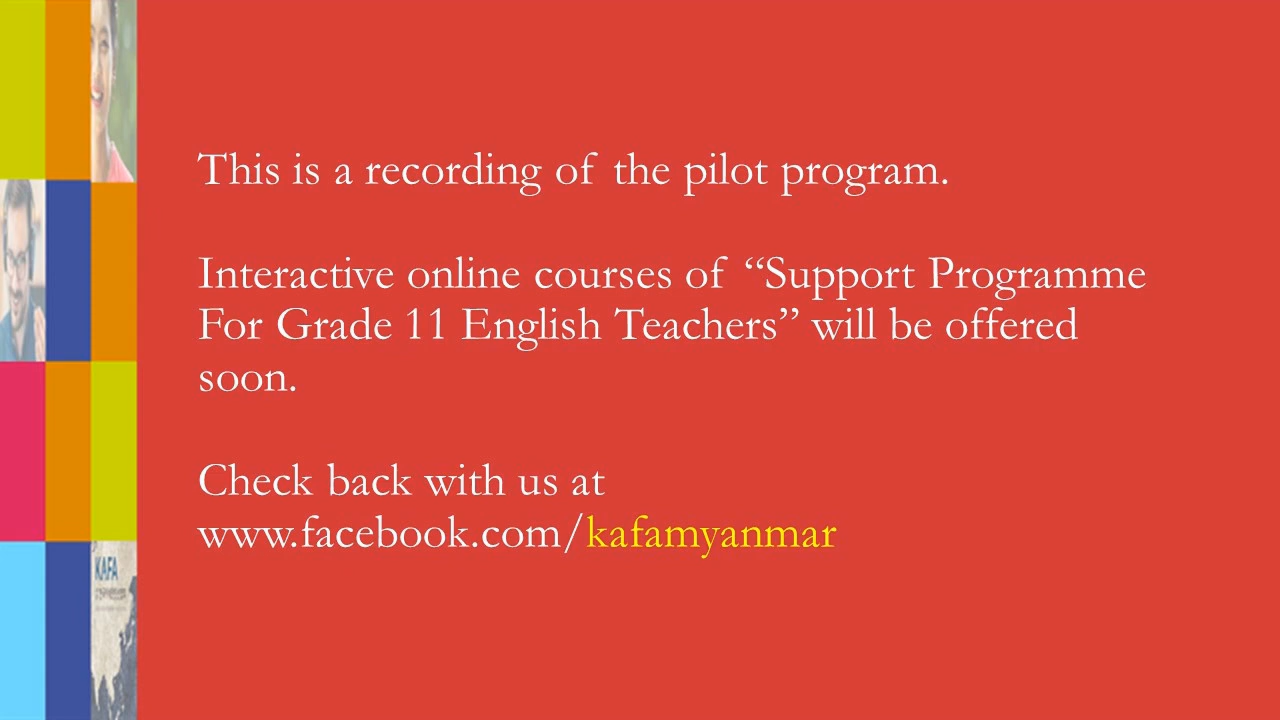 This is a recording of the pilot program.
Interactive online courses of “Support Programme
For Grade 11 English Teachers” will be offered
soon.
Check back with us at
www.facebook.com/kafamyanmar
KAFA